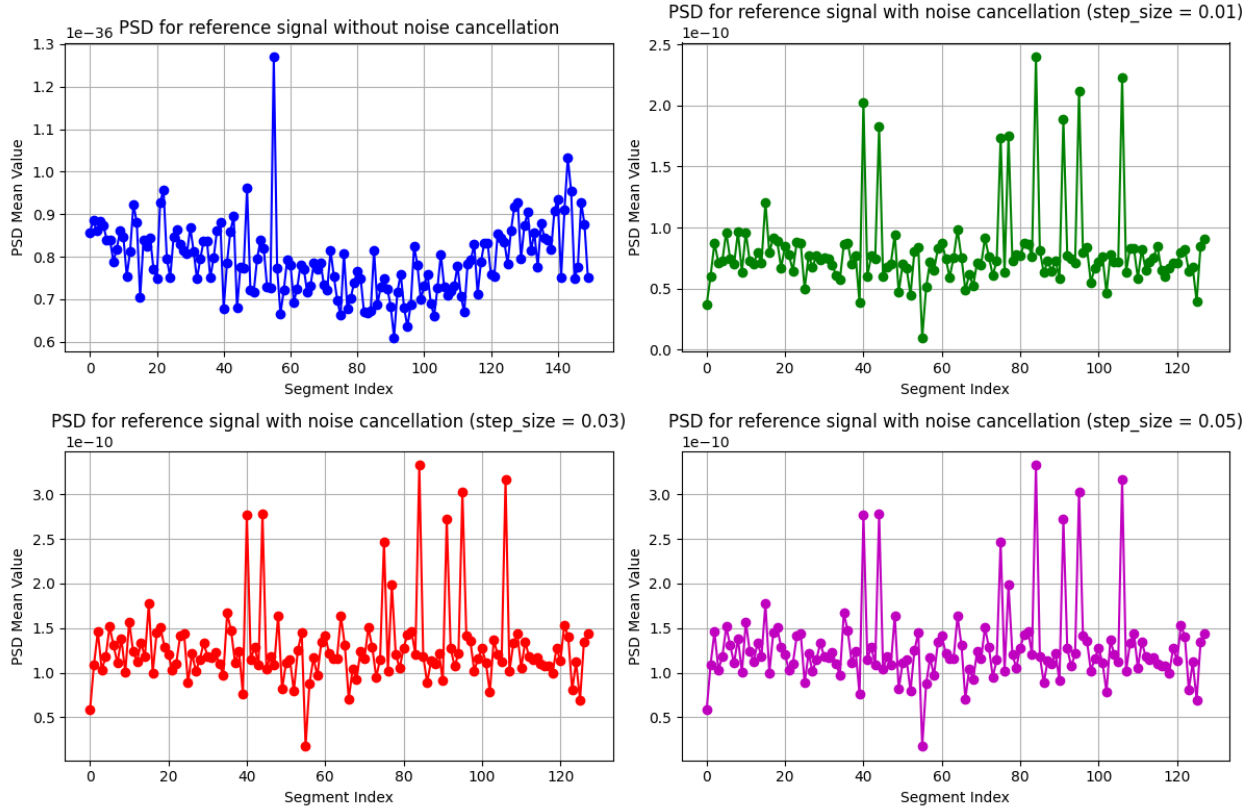 PSD for reference signal without noise cancellation
1e−36
1.3
1.2
1.1
1.0
0.9
0.8
0.7
0.6
PSD Mean Value
0 20 40 60 80 100 120 140
Segment Index
PSD for reference signal with noise cancellation (step_size = 0.01)
1e−10
2.5
2.0
1.5
1.0
0.5
0.0
PSD Mean Value
0 20 40 60 80 100 120
Segment Index
PSD for reference signal with noise cancellation (step_size = 0.03)
1e−10
3.0
2.5
2.0
1.5
1.0
0.5
PSD Mean Value
0 20 40 60 80 100 120
Segment Index
PSD for reference signal with noise cancellation (step_size = 0.05)
1e−10
3.0
2.5
2.0
1.5
1.0
0.5
PSD Mean Value
0 20 40 60 80 100 120
Segment Index